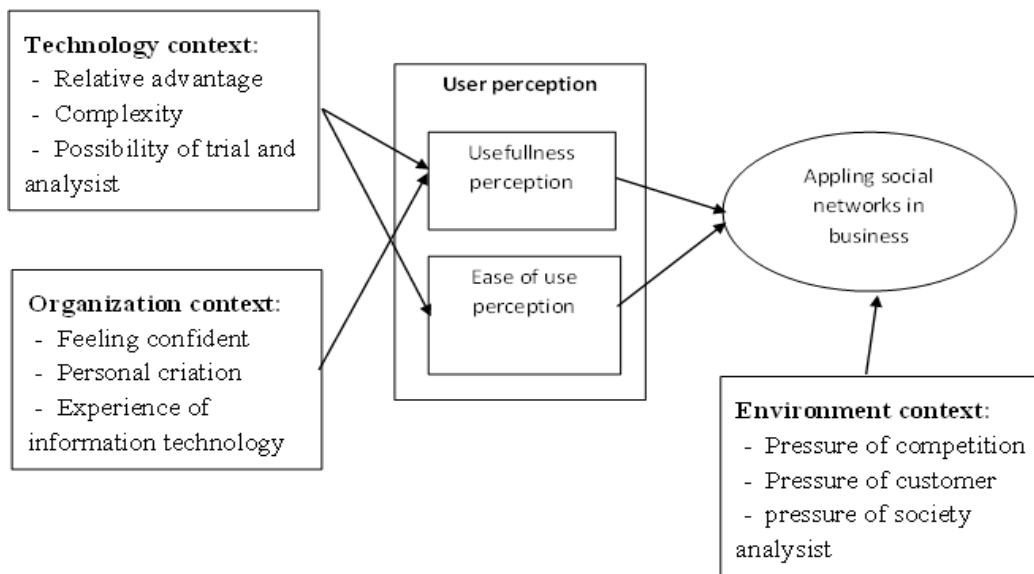 Technology context:
- Relative advantage
- Complexity
- Possibility of trial and
analysist
User perception
Usefullness
perception
Ease of use
perception
Appling social
networks in
business
Organization context:
- Feeling confident
- Personal criation
- Experience of
information technology
Environment context:
- Pressure of competition
- Pressure of customer
- pressure of society
analysist